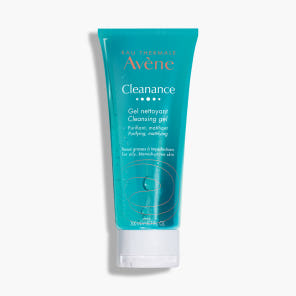 EAU THERMALE
Avène
Cleanance
Gel nettoyant
Cleansing gel
Purifiant, matifiant
Purifying, mattifying
Peaux grasses à imperfections
For oily, blemish-prone skin